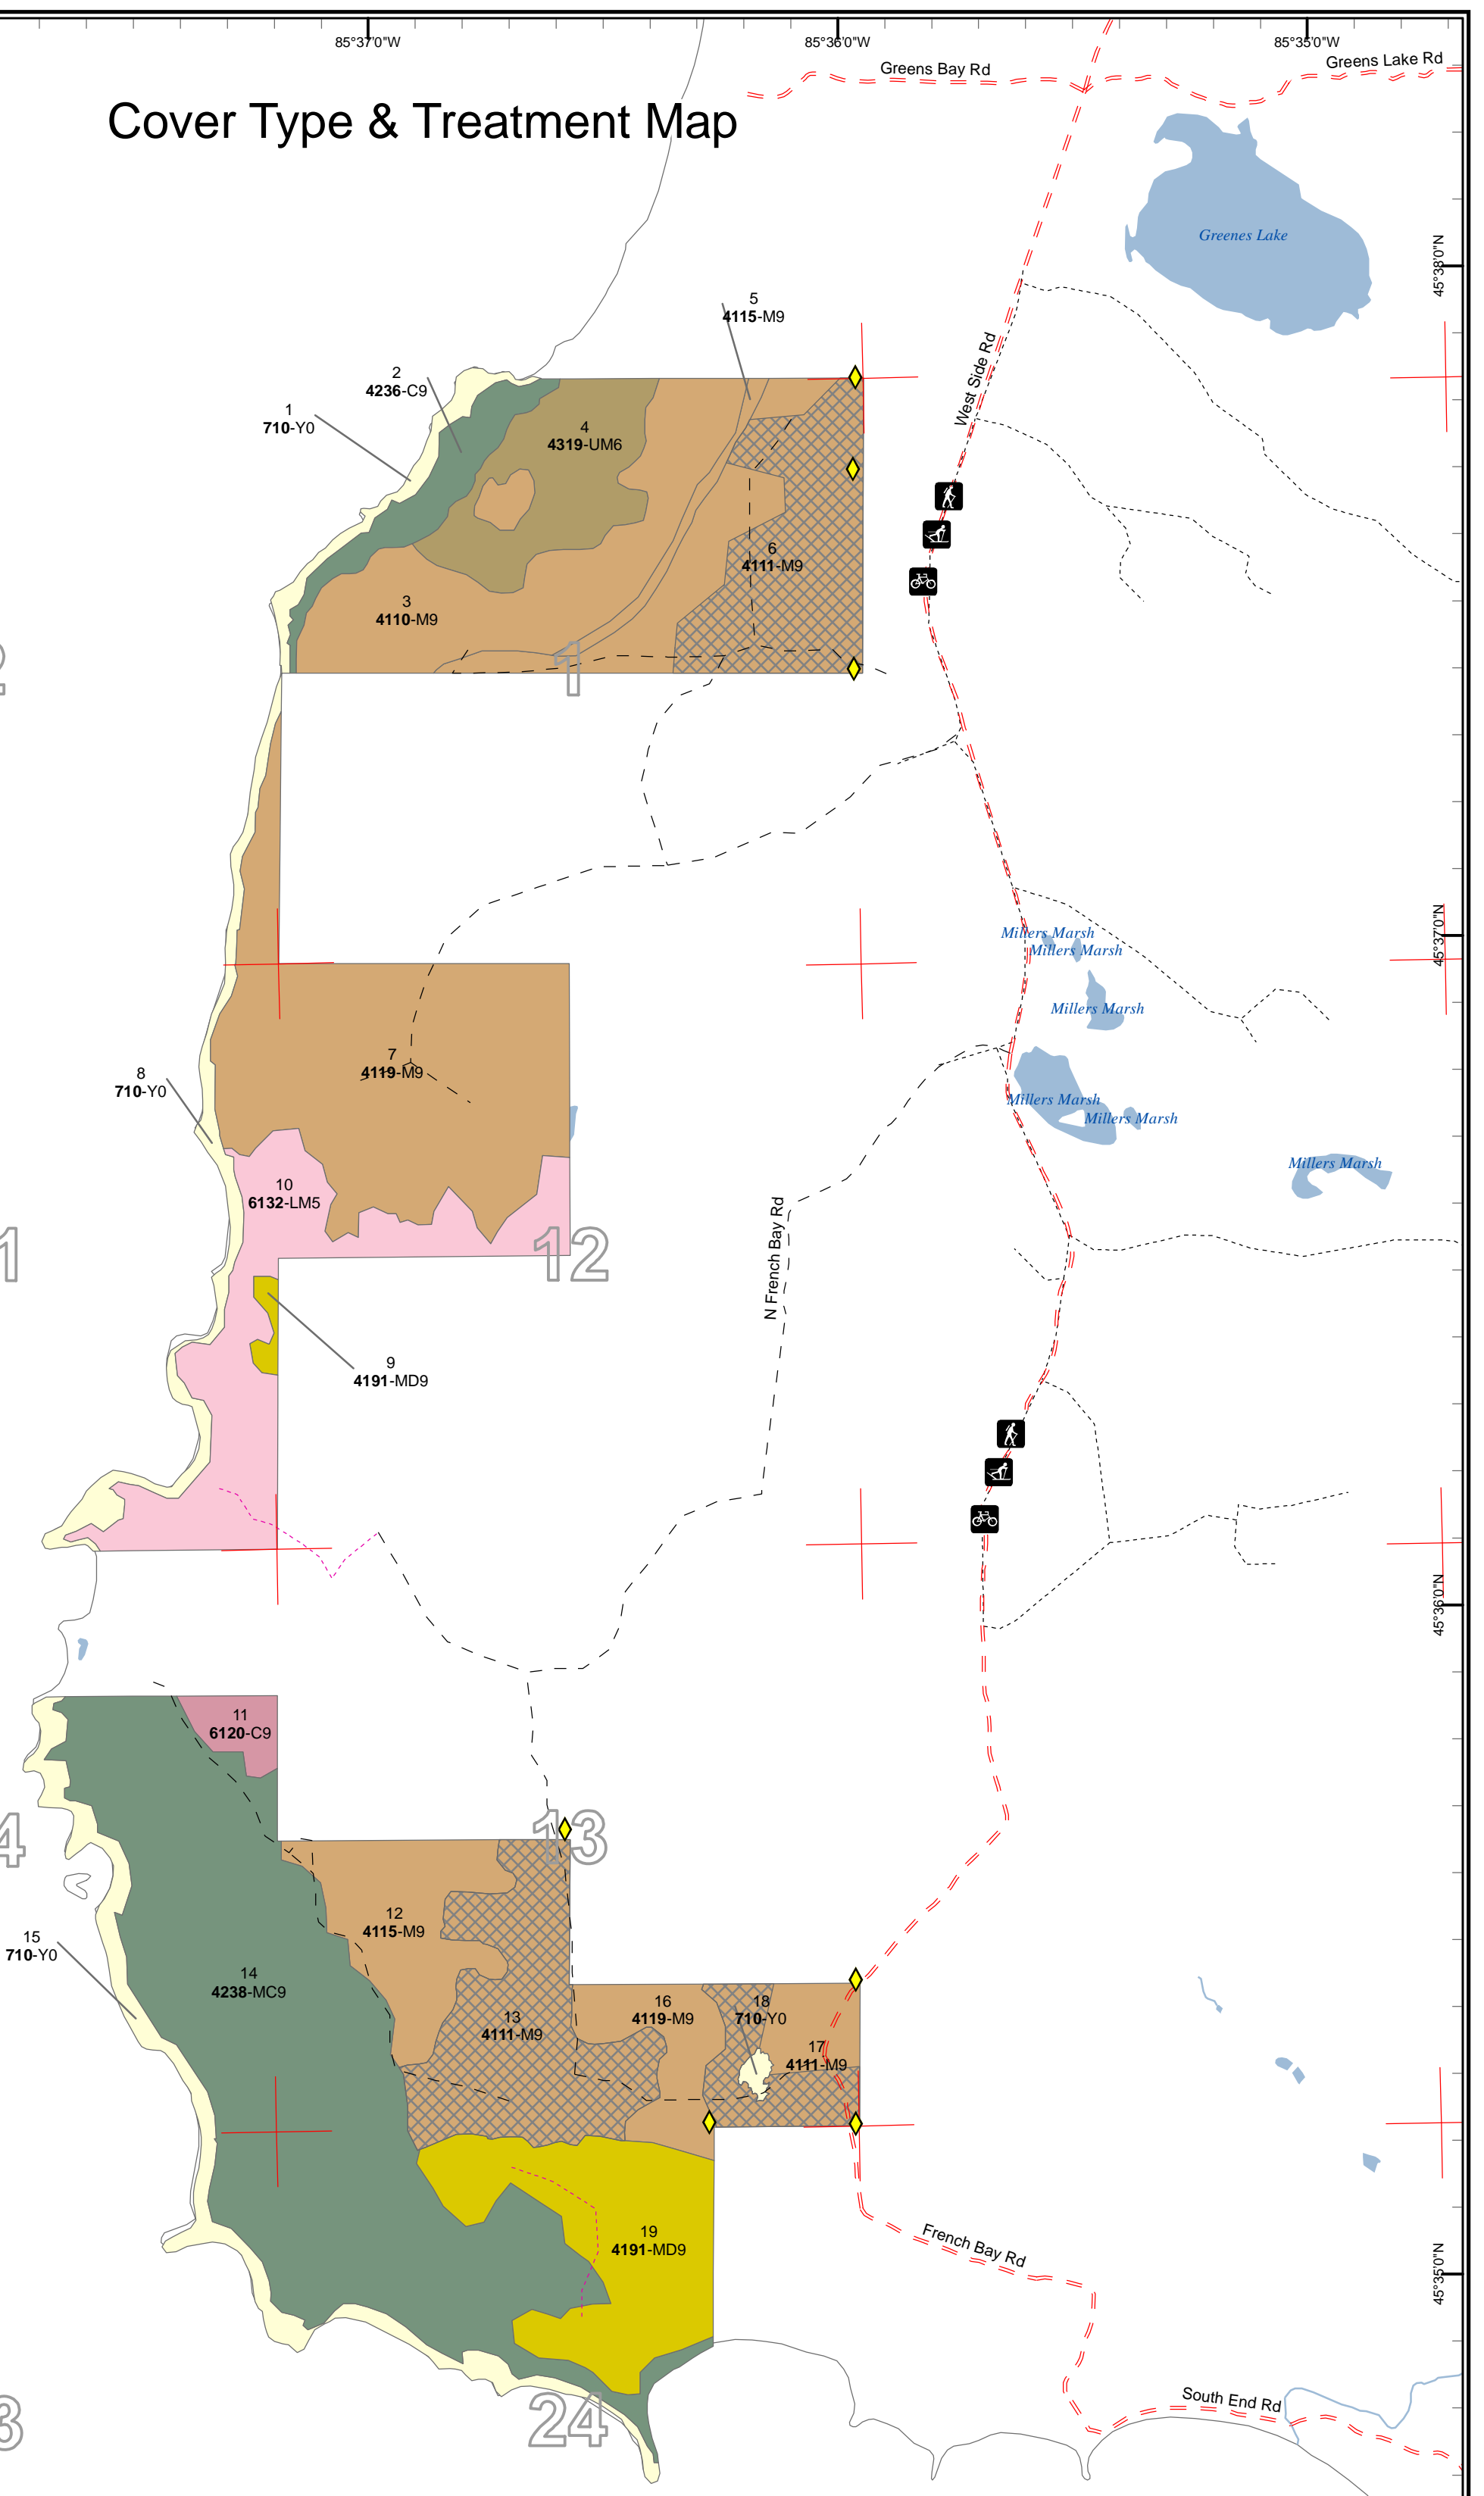 85°37'0"W
85°36'0"W
85°35'0"W
Greens Bay Rd
Greens Lake Rd
Cover Type & Treatment Map
Greenes Lake
45°38'0"N
5
4115-M9
West Side Rd
2
4236-C9
1
710-Y0
4
4319-UM6
6
4111-M9
3
4110-M9
2
1
Millers Marsh
Millers Marsh
45°37'0"N
Millers Marsh
7
4119-M9
8
710-Y0
Millers Marsh
Millers Marsh
Millers Marsh
10
6132-LM5
N French Bay Rd
1
12
9
4191-MD9
45°36'0"N
11
6120-C9
4
13
12
4115-M9
15
710-Y0
14
4238-MC9
13
4111-M9
16
4119-M9
18
710-Y0
17
4111-M9
19
4191-MD9
French Bay Rd
45°35'0"N
South End Rd
3
24